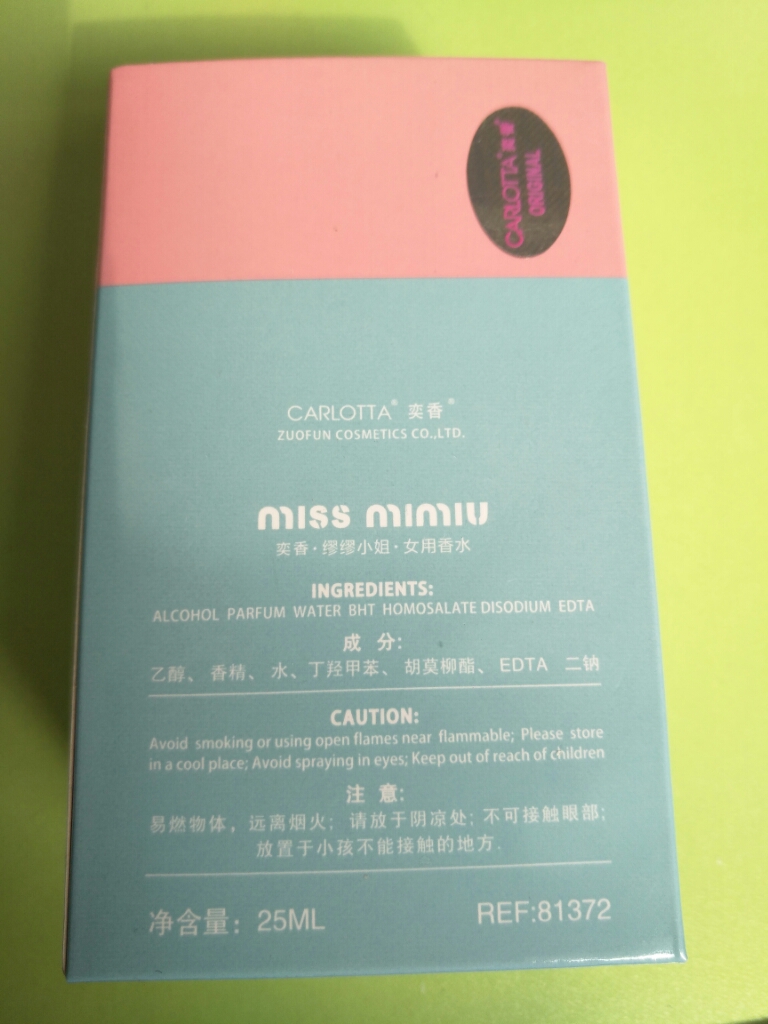 CARLOTTA
ORIGINAL
CARLOTTA® 奕香®
ZUOFUN COSMETICS CO.,LTD.
miss mimiu
奕香·缪缪小姐·女用香水
INGREDIENTS:
ALCOHOL PARFUM WATER BHT HOMOSALATE DISODIUM EDTA
成 分:
乙醇、 香精、 水、丁羟甲苯、 胡莫柳酯、 EDTA 二钠
CAUTION:
Avoid smoking or using open flames near flammable; Please store
in a cool place; Avoid spraying in eyes; Keep out of reach of children
注 意:
易燃物体，远离烟火; 请放于阴凉处; 不可接触眼部;
放置于小孩不能接触的地方.
净含量: 25ML
REF:81372